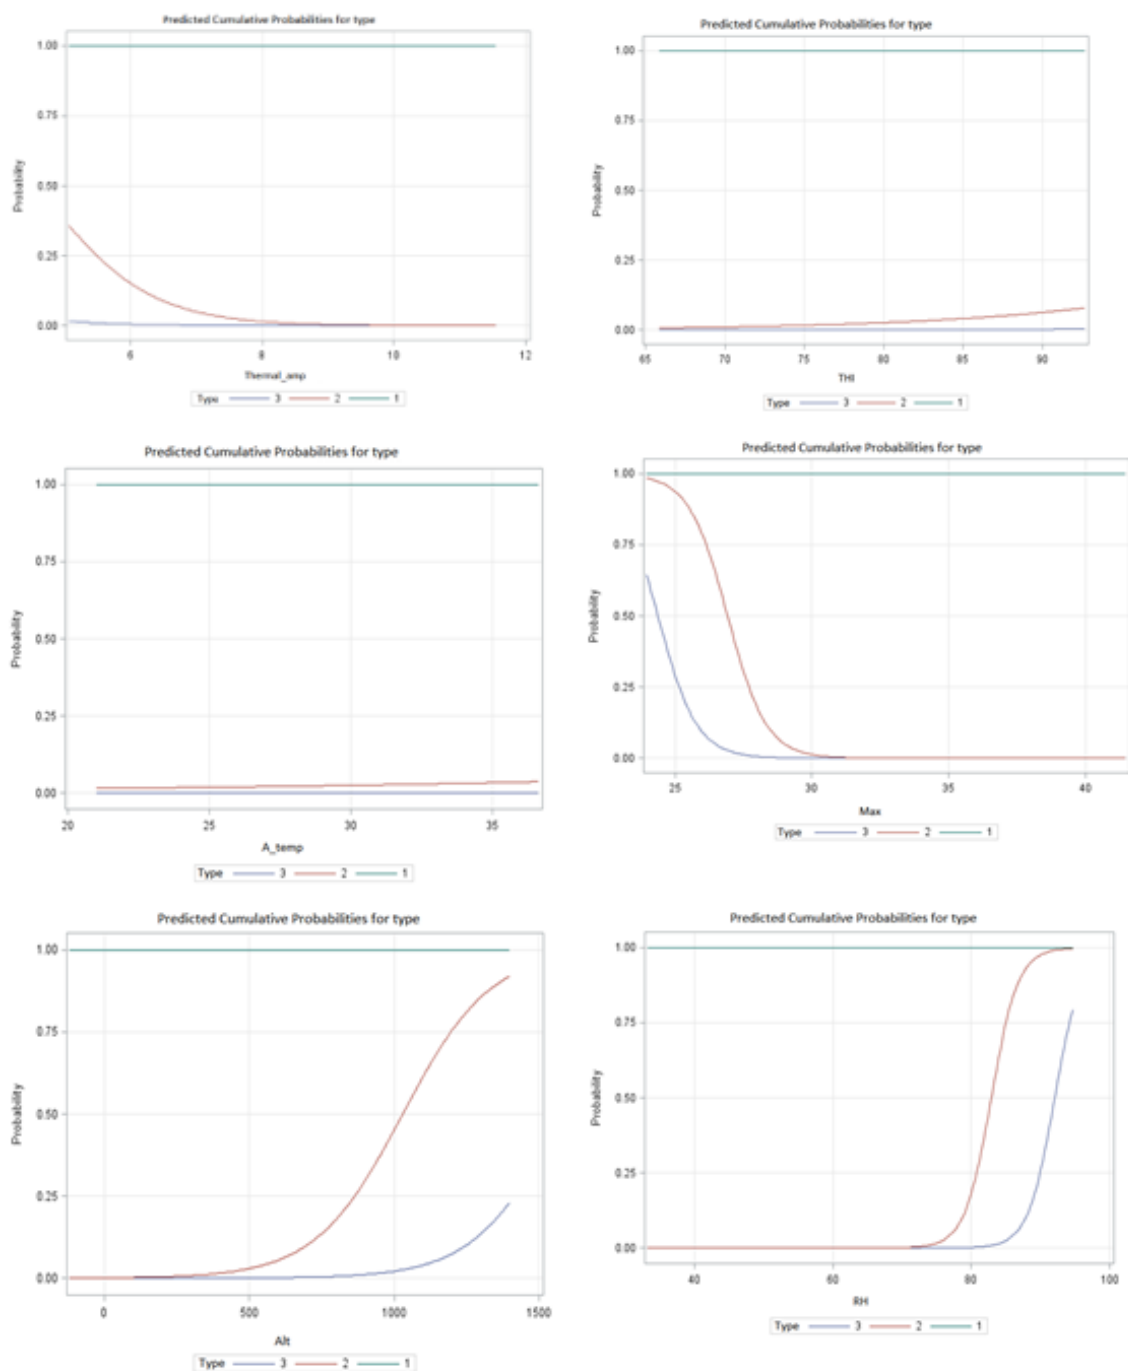 Predicted Cumulative Probabilities for type
1.00
0.75
0.50
0.25
0.00
Probability
6 8 10 12
Thermal_amp
Type 3 2 1
Predicted Cumulative Probabilities for type
1.00
0.75
0.50
0.25
0.00
Probability
65 70 75 80 85 90
THI
Type 3 2 1
Predicted Cumulative Probabilities for type
1.00
0.75
0.50
0.25
0.00
Probability
20 25 30 35
A_temp
Type 3 2 1
Predicted Cumulative Probabilities for type
1.00
0.75
0.50
0.25
0.00
Probability
25 30 35 40
Max
Type 3 2 1
Predicted Cumulative Probabilities for type
1.00
0.75
0.50
0.25
0.00
Probability
0 500 1000 1500
Alt
Type 3 2 1
Predicted Cumulative Probabilities for type
1.00
0.75
0.50
0.25
0.00
Probability
40 60 80 100
RH
Type 3 2 1